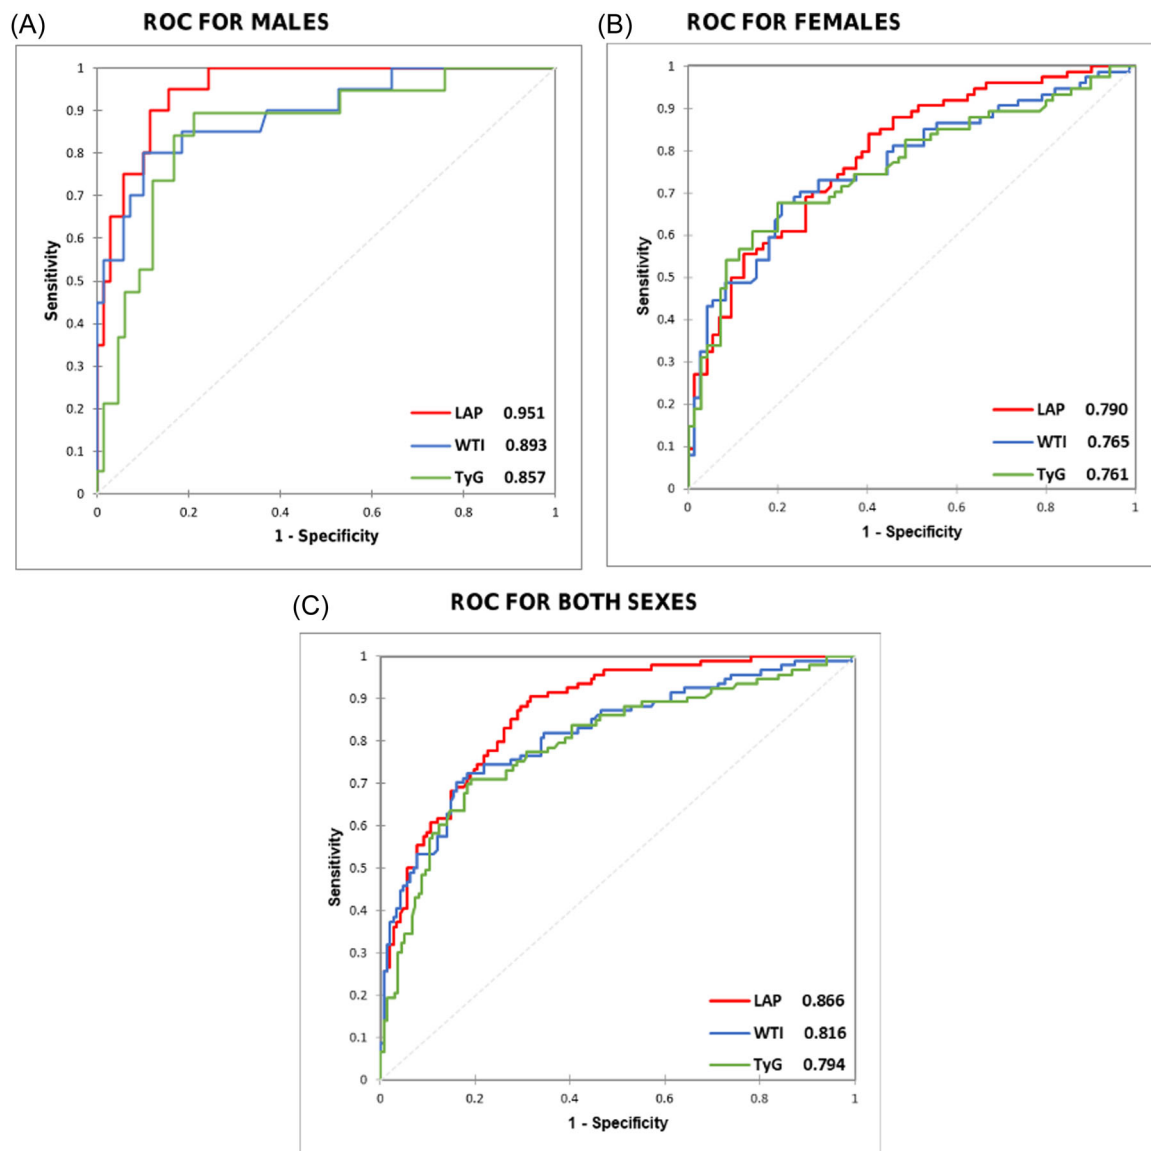 (A) ROC FOR MALES
1
0.9
0.8
0.7
0.6
0.5
0.4
0.3
0.2
0.1
0
Sensitivity
LAP 0.951
WTI 0.893
TyG 0.857
0 0.2 0.4 0.6 0.8 1
1 - Specificity
(B) ROC FOR FEMALES
1
0.9
0.8
0.7
0.6
0.5
0.4
0.3
0.2
0.1
0
Sensitivity
LAP 0.790
WTI 0.765
TyG 0.761
0 0.2 0.4 0.6 0.8 1
1 - Specificity
(C) ROC FOR BOTH SEXES
1
0.9
0.8
0.7
0.6
0.5
0.4
0.3
0.2
0.1
0
Sensitivity
LAP 0.866
WTI 0.816
TyG 0.794
0 0.2 0.4 0.6 0.8 1
1 - Specificity